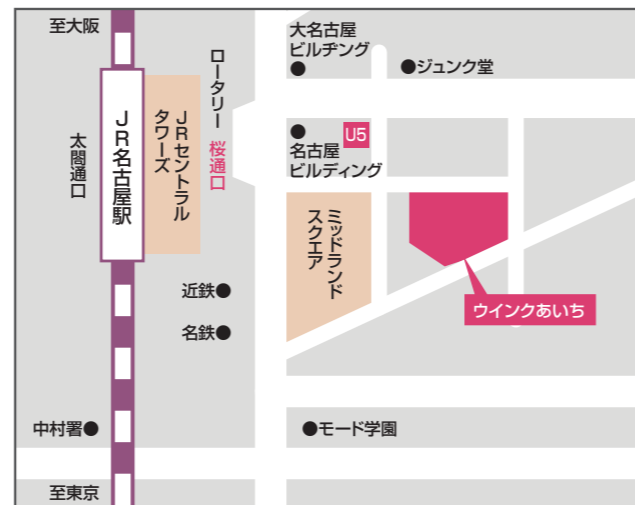 至大阪
大名古屋
ビルヂング
ジュンク堂
ロータリー
桜通口
JRセントラル
タワーズ
JR名古屋駅
太閤通口
U5
名古屋
ビルディング
ミッドランド
スクエア
近鉄
名鉄
ウインクあいち
中村署
モード学園
至東京